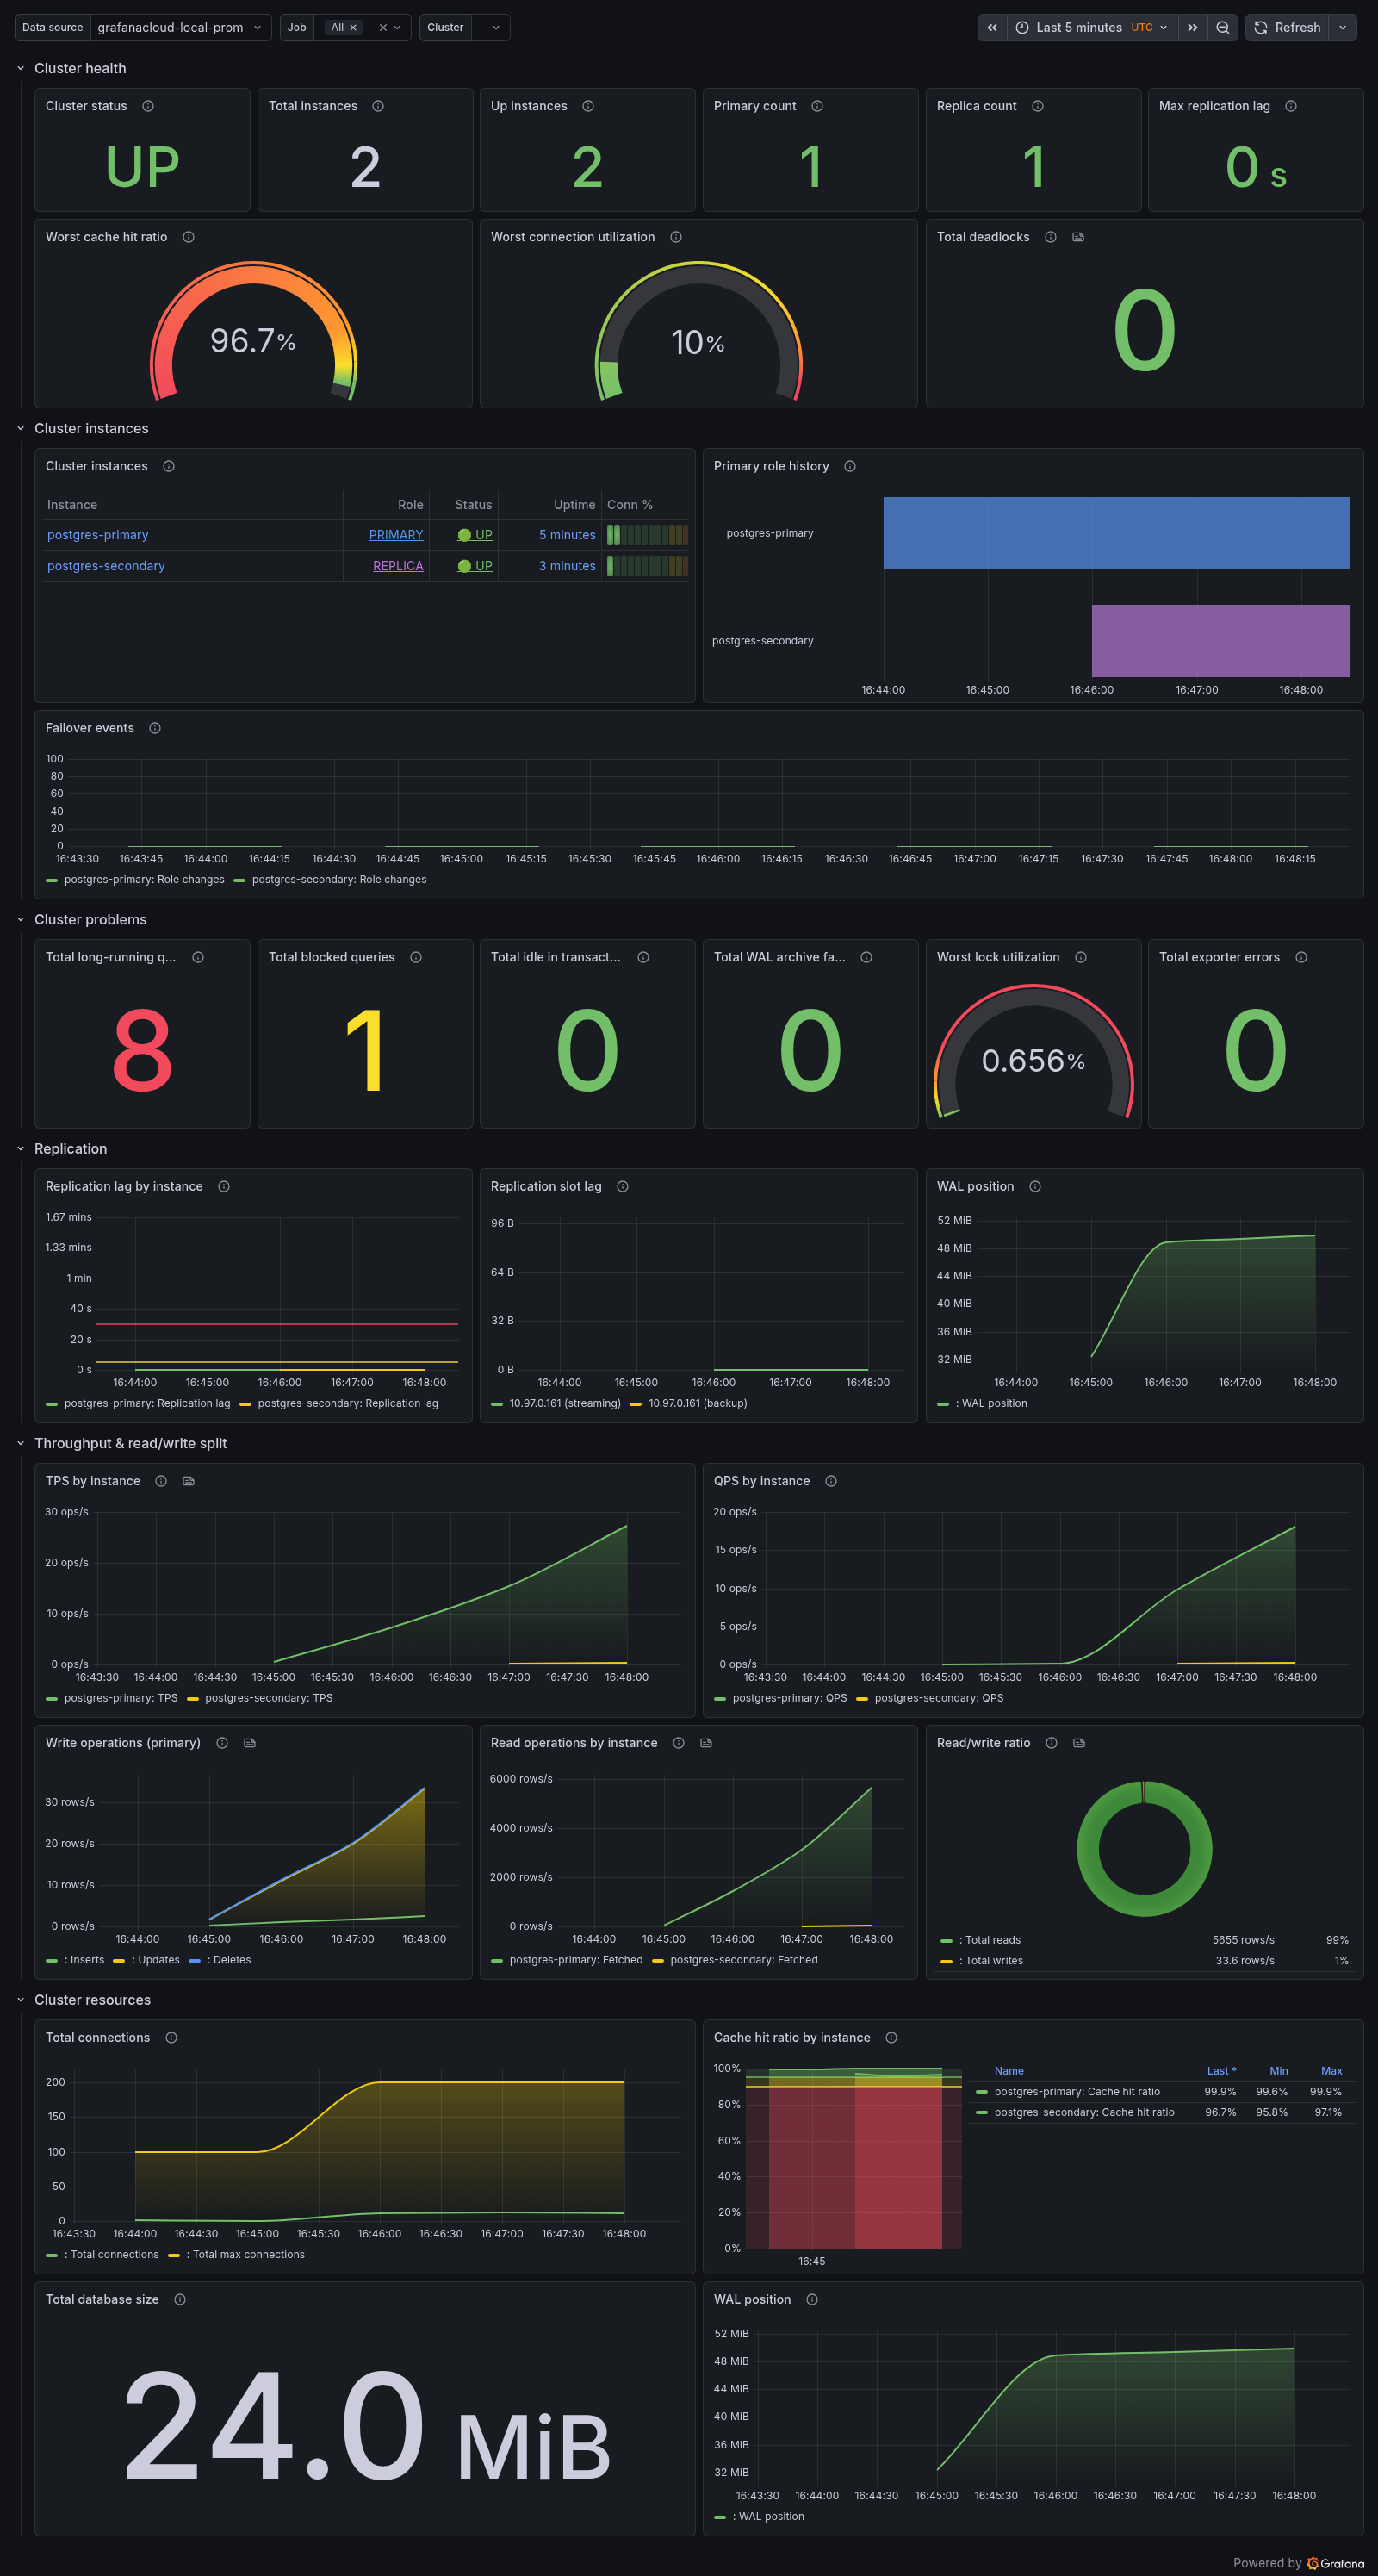 Data source grafanacloud-local-prom Job All Cluster Last 5 minutes UTC Refresh
Cluster health
Cluster status Total instances Up instances Primary count Replica count Max replication lag
UP 2 2 1 1 0 s
Worst cache hit ratio Worst connection utilization Total deadlocks
96.7% 10% 0
Cluster instances
Cluster instances
Instance Role Status Uptime Conn %
postgres-primary PRIMARY UP 5 minutes
postgres-secondary REPLICA UP 3 minutes
Primary role history
postgres-primary
postgres-secondary
16:44:00 16:45:00 16:46:00 16:47:00 16:48:00
Failover events
100
80
60
40
20
0
16:43:30 16:43:45 16:44:00 16:44:15 16:44:30 16:44:45 16:45:00 16:45:15 16:45:30 16:45:45 16:46:00 16:46:15 16:46:30 16:46:45 16:47:00 16:47:15 16:47:30 16:47:45 16:48:00 16:48:15
postgres-primary: Role changes postgres-secondary: Role changes
Cluster problems
Total long-running q... Total blocked queries Total idle in transact... Total WAL archive fa... Worst lock utilization Total exporter errors
8 1 0 0 0.656% 0
Replication
Replication lag by instance
1.67 mins
1.33 mins
1 min
40 s
20 s
0 s
16:44:00 16:45:00 16:46:00 16:47:00 16:48:00
postgres-primary: Replication lag postgres-secondary: Replication lag
Replication slot lag
96 B
64 B
32 B
0 B
16:44:00 16:45:00 16:46:00 16:47:00 16:48:00
10.97.0.161 (streaming) 10.97.0.161 (backup)
WAL position
52 MiB
48 MiB
44 MiB
40 MiB
36 MiB
32 MiB
16:44:00 16:45:00 16:46:00 16:47:00 16:48:00
: WAL position
Throughput & read/write split
TPS by instance
30 ops/s
20 ops/s
10 ops/s
0 ops/s
16:43:30 16:44:00 16:44:30 16:45:00 16:45:30 16:46:00 16:46:30 16:47:00 16:47:30 16:48:00
postgres-primary: TPS postgres-secondary: TPS
QPS by instance
20 ops/s
15 ops/s
10 ops/s
5 ops/s
0 ops/s
16:43:30 16:44:00 16:44:30 16:45:00 16:45:30 16:46:00 16:46:30 16:47:00 16:47:30 16:48:00
postgres-primary: QPS postgres-secondary: QPS
Write operations (primary)
30 rows/s
20 rows/s
10 rows/s
0 rows/s
16:44:00 16:45:00 16:46:00 16:47:00 16:48:00
: Inserts : Updates : Deletes
Read operations by instance
6000 rows/s
4000 rows/s
2000 rows/s
0 rows/s
16:44:00 16:45:00 16:46:00 16:47:00 16:48:00
postgres-primary: Fetched postgres-secondary: Fetched
Read/write ratio
: Total reads 5655 rows/s 99%
: Total writes 33.6 rows/s 1%
Cluster resources
Total connections
200
150
100
50
0
16:43:30 16:44:00 16:44:30 16:45:00 16:45:30 16:46:00 16:46:30 16:47:00 16:47:30 16:48:00
: Total connections : Total max connections
Cache hit ratio by instance
100%
80%
60%
40%
20%
0%
16:45
Name Last * Min Max
postgres-primary: Cache hit ratio 99.9% 99.6% 99.9%
postgres-secondary: Cache hit ratio 96.7% 95.8% 97.1%
Total database size
24.0 MiB
WAL position
52 MiB
48 MiB
44 MiB
40 MiB
36 MiB
32 MiB
16:43:30 16:44:00 16:44:30 16:45:00 16:45:30 16:46:00 16:46:30 16:47:00 16:47:30 16:48:00
: WAL position
Powered by Grafana